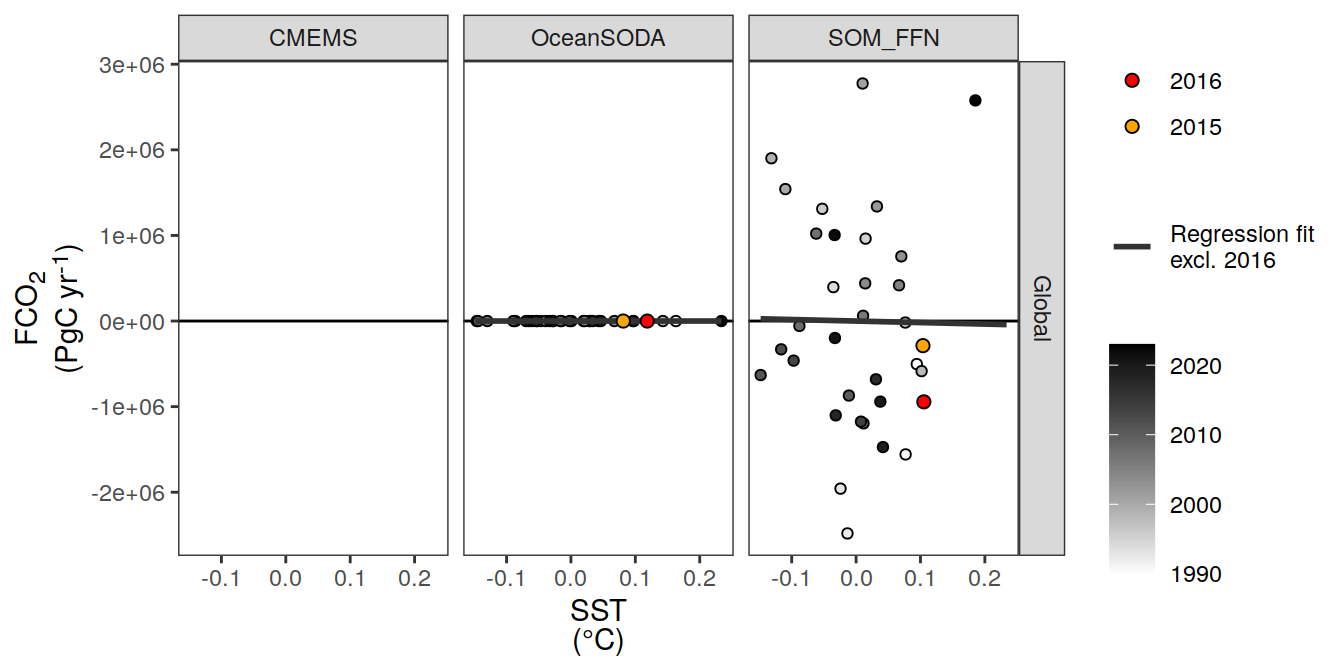 CMEMS
OceanSODA
SOM_FFN
3e+06
2e+06
1e+06
0e+00
-1e+06
-2e+06
FCO2
(PgC yr-1)
-0.1 0.0 0.1 0.2
-0.1 0.0 0.1 0.2
-0.1 0.0 0.1 0.2
SST
(°C)
Global
2016
2015
Regression fit
excl. 2016
2020
2010
2000
1990